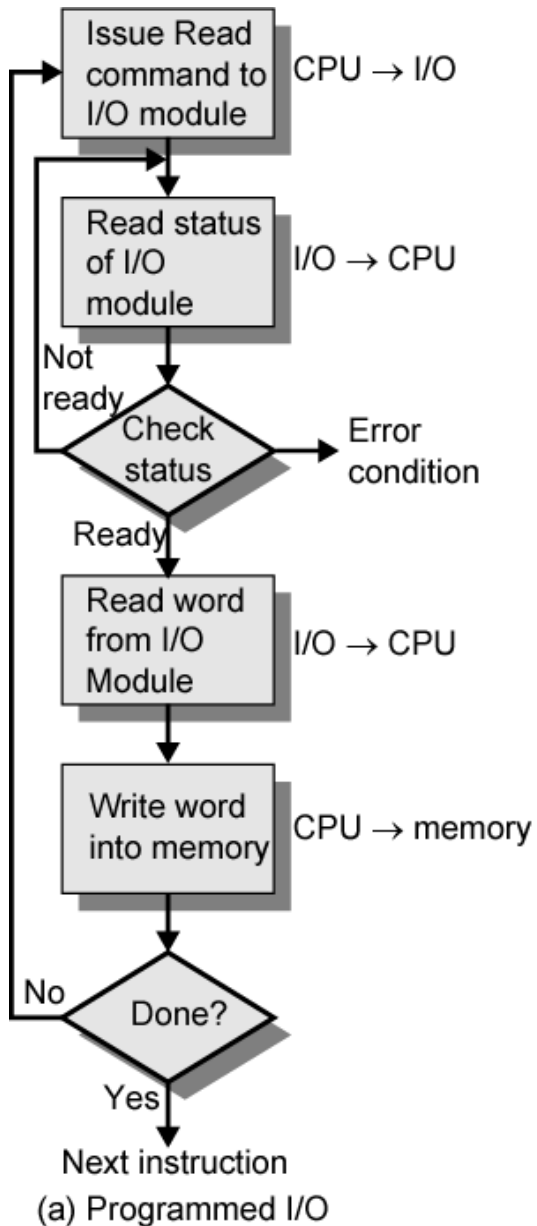 Issue Read
command to
I/O module
CPU → I/O
Read status
of I/O
module
I/O → CPU
Not
ready
Check
status
Error
condition
Ready
Read word
from I/O
Module
I/O → CPU
Write word
into memory
CPU → memory
No
Done?
Yes
Next instruction
(a) Programmed I/O